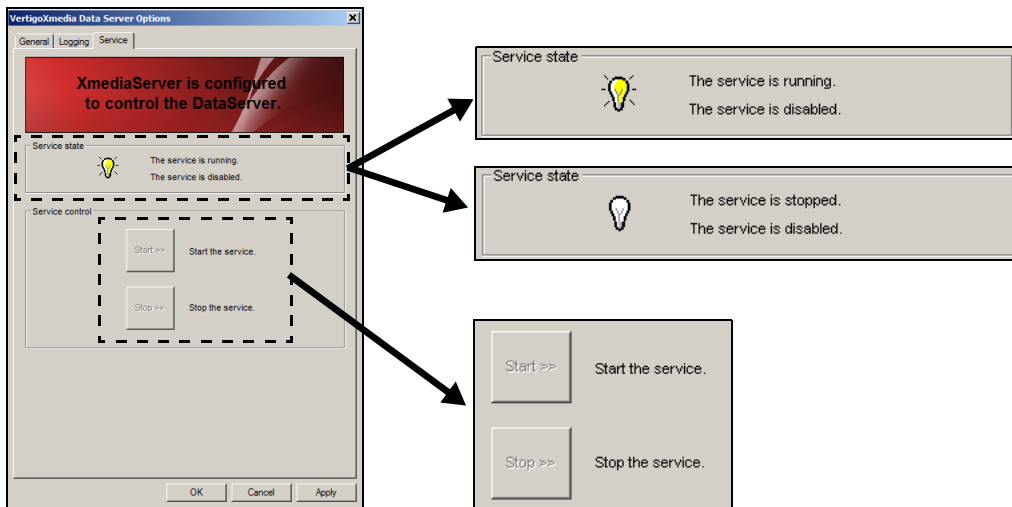 VertigoXmedia Data Server Options
General Logging Service
XmediaServer is configured
to control the DataServer.
Service state
The service is running.
The service is disabled.
Service control
Start >>
Start the service.
Stop >>
Stop the service.
OK Cancel Apply
Service state
The service is running.
The service is disabled.
Service state
The service is stopped.
The service is disabled.
Start >>
Start the service.
Stop >>
Stop the service.